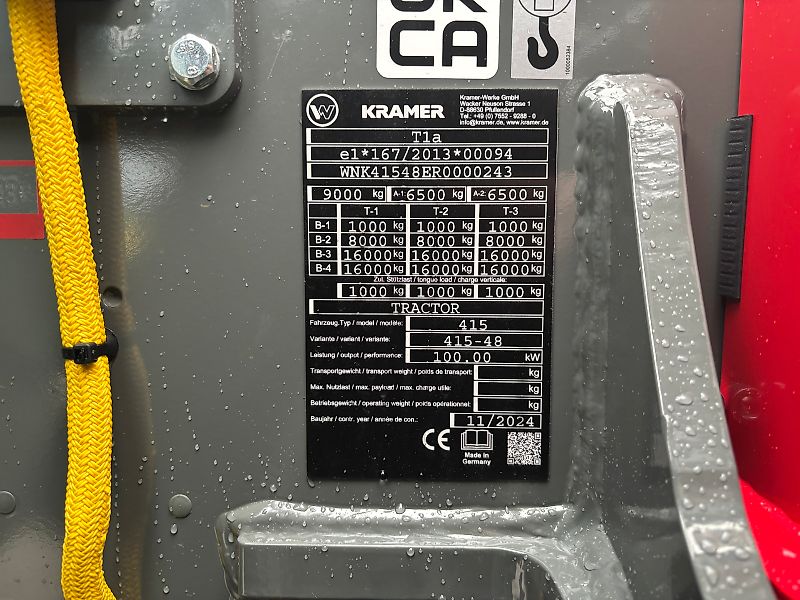 UK
CA
1000052384
KRAMER
Kramer-Werke GmbH
Wacker Neuson Strasse 1
D-88630 Pfullendorf
Tel.: +49 (0) 7552 - 9288 - 0
info@kramer.de, www.kramer.de
T1a
e1*167/2013*00094
WNK41548ER0000243
9000 kg A-1: 6500 kg A-2: 6500 kg
T-1 T-2 T-3
B-1 1000 kg 1000 kg 1000 kg
B-2 8000 kg 8000 kg 8000 kg
B-3 16000 kg 16000 kg 16000 kg
B-4 16000 kg 16000 kg 16000 kg
Zul. Stützlast / tongue load / charge verticale:
1000 kg 1000 kg 1000 kg
TRACTOR
Fahrzeug.Typ / model / modèle: 415
Variante / variant / variante: 415-48
Leistung / output / performance: 100.00 kW
Transportgewicht / transport weight / poids de transport: kg
Max. Nutzlast / max. payload / max. charge utile: kg
Betriebsgewicht / operating weight / poids opérationnel: kg
Baujahr / contr. year / année de con.: 11/2024
CE
Made in
Germany